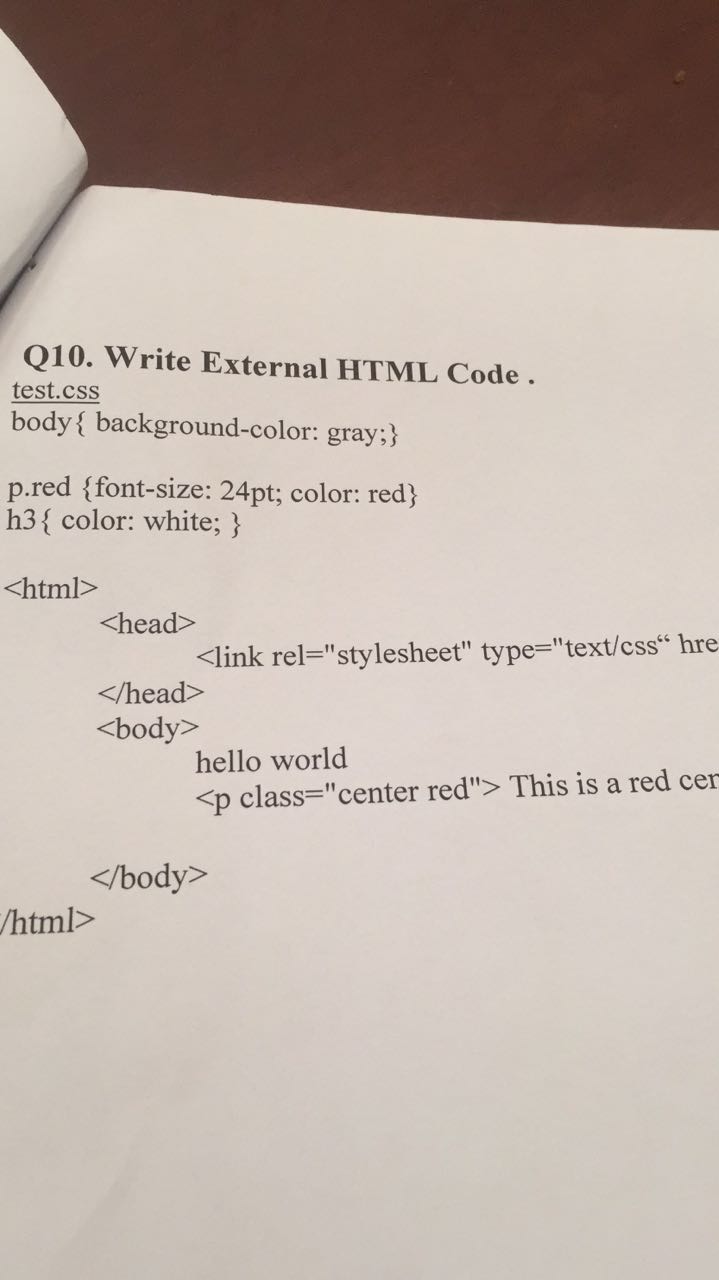 Q10. Write External HTML Code .
test.css
body{ background-color: gray;}
p.red {font-size: 24pt; color: red}
h3{ color: white; }
<html>
<head>
<link rel="stylesheet" type="text/css“ hre
</head>
<body>
hello world
<p class="center red"> This is a red cen
</body>
/html>